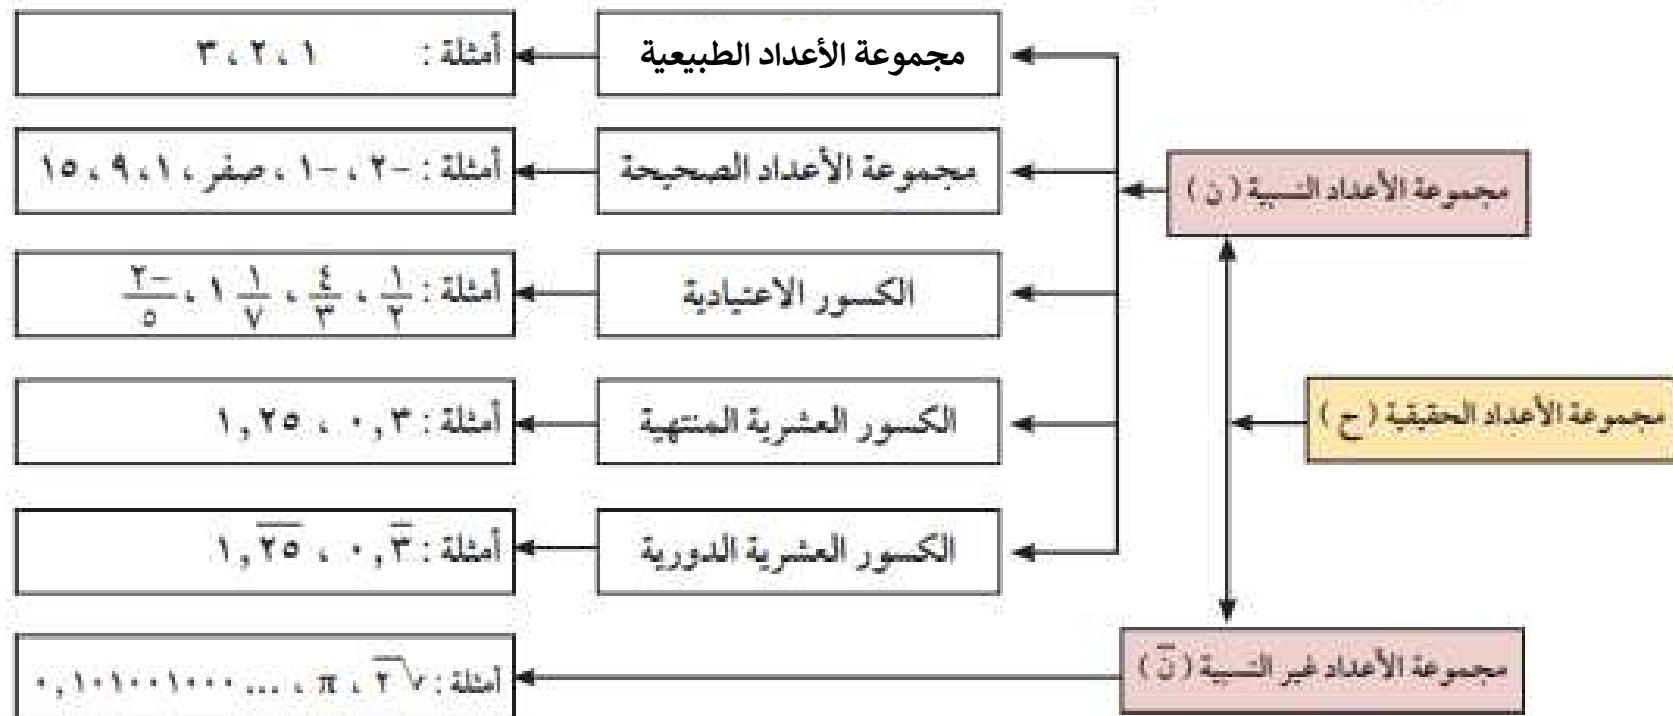 مجموعة الأعداد الطبيعية
أمثلة : ١ ، ٢ ، ٣
مجموعة الأعداد الصحيحة
أمثلة : -٢ ، -١ ، صفر ، ١ ، ٩ ، ١٥
مجموعة الأعداد النسبية ( ن )
الكسور الاعتيادية
أمثلة : ١/٢ ، ٤/٣ ، ١/٧ ١ ، -٢/٥
مجموعة الأعداد الحقيقية ( ح )
الكسور العشرية المنتهية
أمثلة : ٠,٣ ، ١,٢٥
الكسور العشرية الدورية
أمثلة : ٠,٣̅ ، ١,٢̅٥̅
مجموعة الأعداد غير النسبية ( ن̅ )
أمثلة : √٢ ، π ، ... ٠,١٠١٠٠١٠٠٠